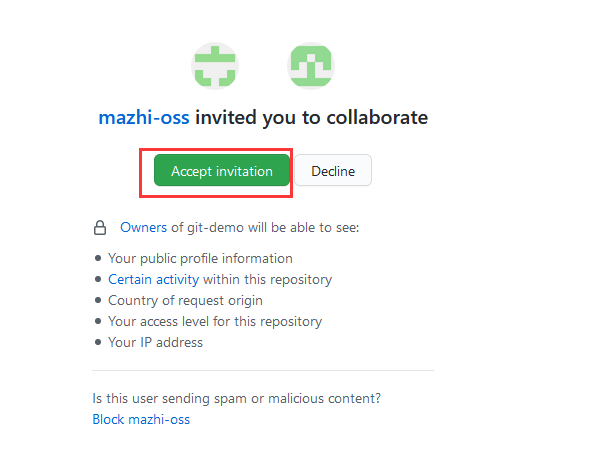 mazhi-oss invited you to collaborate
Accept invitation Decline
Owners of git-demo will be able to see:
Your public profile information
Certain activity within this repository
Country of request origin
Your access level for this repository
Your IP address
Is this user sending spam or malicious content?
Block mazhi-oss